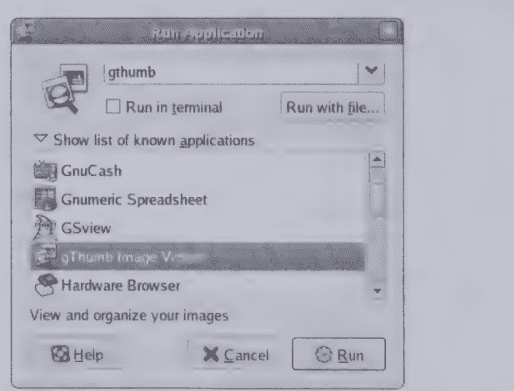 Run Application
gthumb
Run in terminal
Run with file...
Show list of known applications
GnuCash
Gnumeric Spreadsheet
GSview
gThumb Image Viewer
Hardware Browser
View and organize your images
Help
Cancel
Run